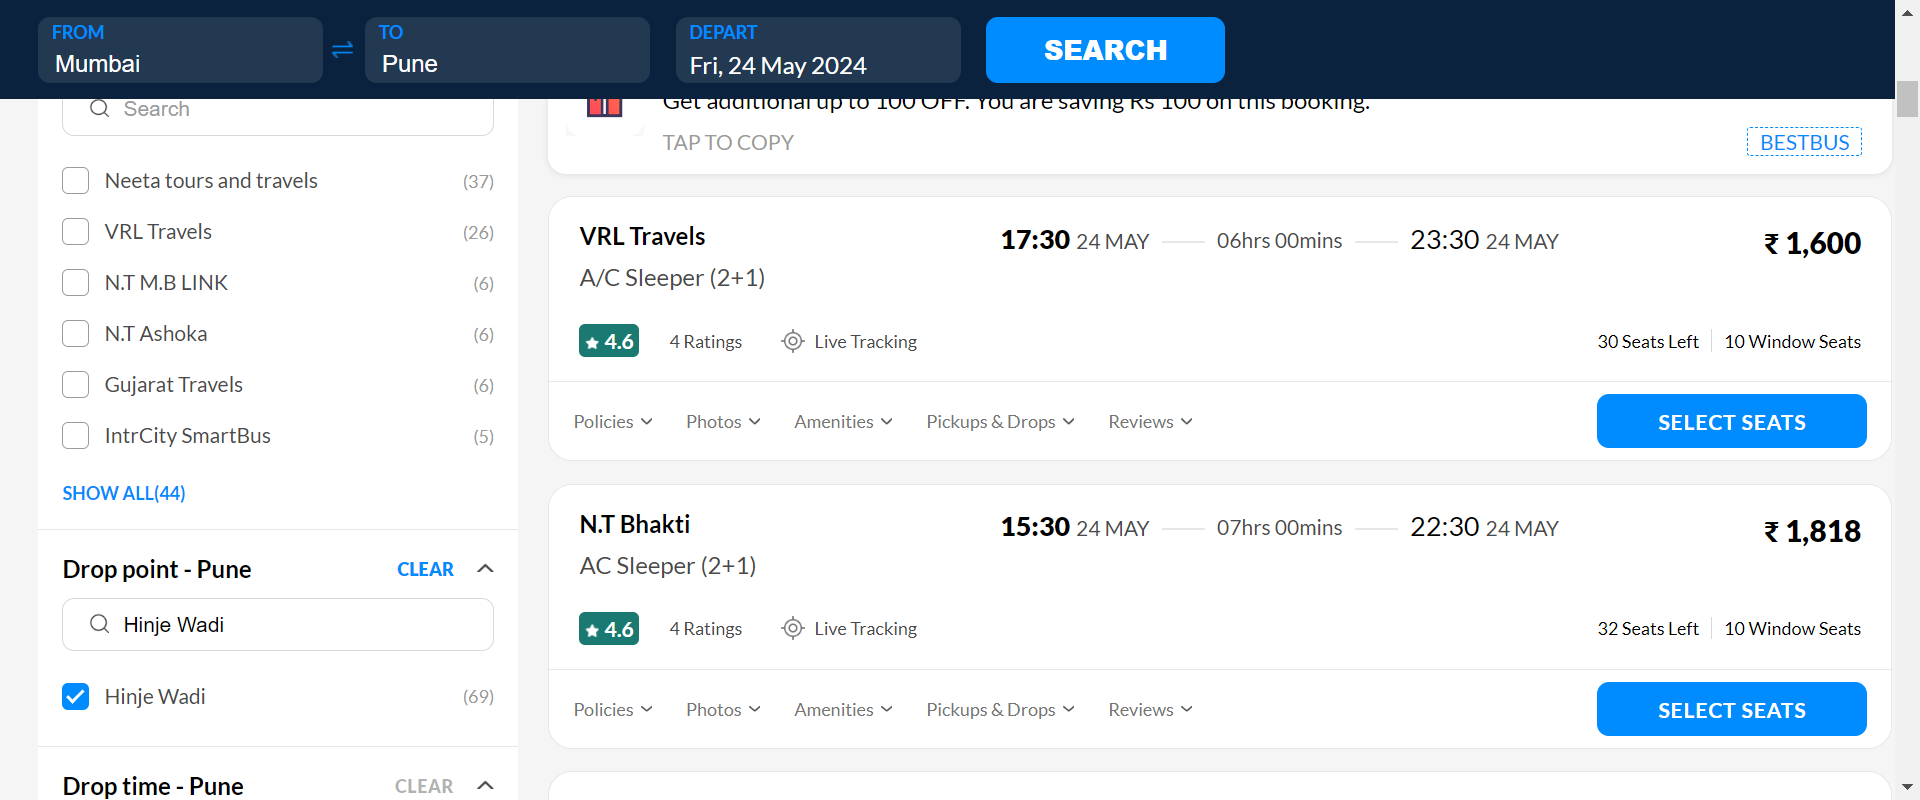 FROM
Mumbai
TO
Pune
DEPART
Fri, 24 May 2024
SEARCH
Search
Neeta tours and travels (37)
VRL Travels (26)
N.T M.B LINK (6)
N.T Ashoka (6)
Gujarat Travels (6)
IntrCity SmartBus (5)
SHOW ALL(44)
Drop point - Pune CLEAR
Hinje Wadi
Hinje Wadi (69)
Drop time - Pune CLEAR
Get additional up to 100 OFF. You are saving Rs 100 on this booking.
TAP TO COPY BESTBUS
VRL Travels 17:30 24 MAY 06hrs 00mins 23:30 24 MAY ₹ 1,600
A/C Sleeper (2+1)
4.6 4 Ratings Live Tracking 30 Seats Left 10 Window Seats
Policies Photos Amenities Pickups & Drops Reviews SELECT SEATS
N.T Bhakti 15:30 24 MAY 07hrs 00mins 22:30 24 MAY ₹ 1,818
AC Sleeper (2+1)
4.6 4 Ratings Live Tracking 32 Seats Left 10 Window Seats
Policies Photos Amenities Pickups & Drops Reviews SELECT SEATS